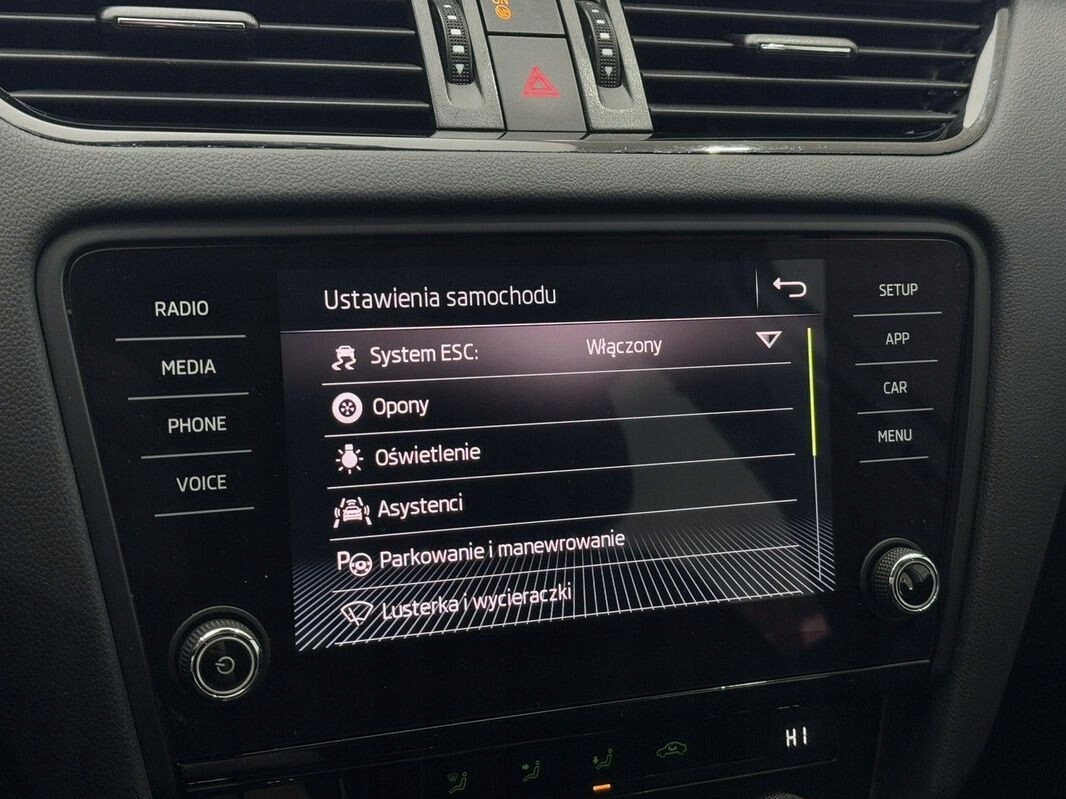 Ustawienia samochodu
System ESC: Włączony
Opony
Oświetlenie
Asystenci
P Parkowanie i manewrowanie
Lusterka i wycieraczki
RADIO
MEDIA
PHONE
VOICE
SETUP
APP
CAR
MENU
HI